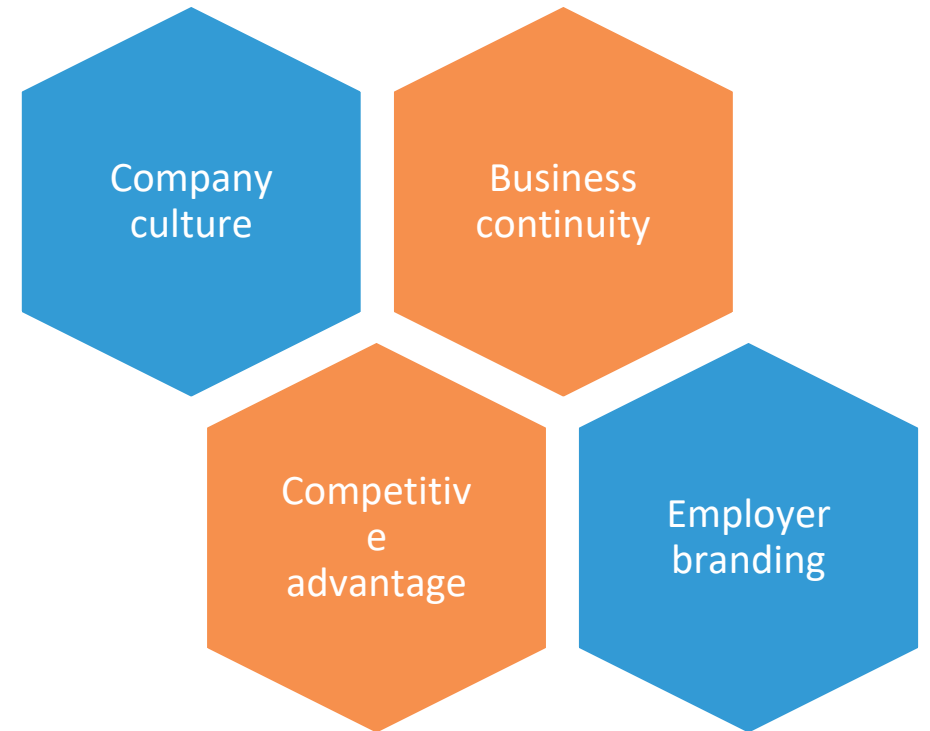 Company
culture
Business
continuity
Competitiv
e
advantage
Employer
branding